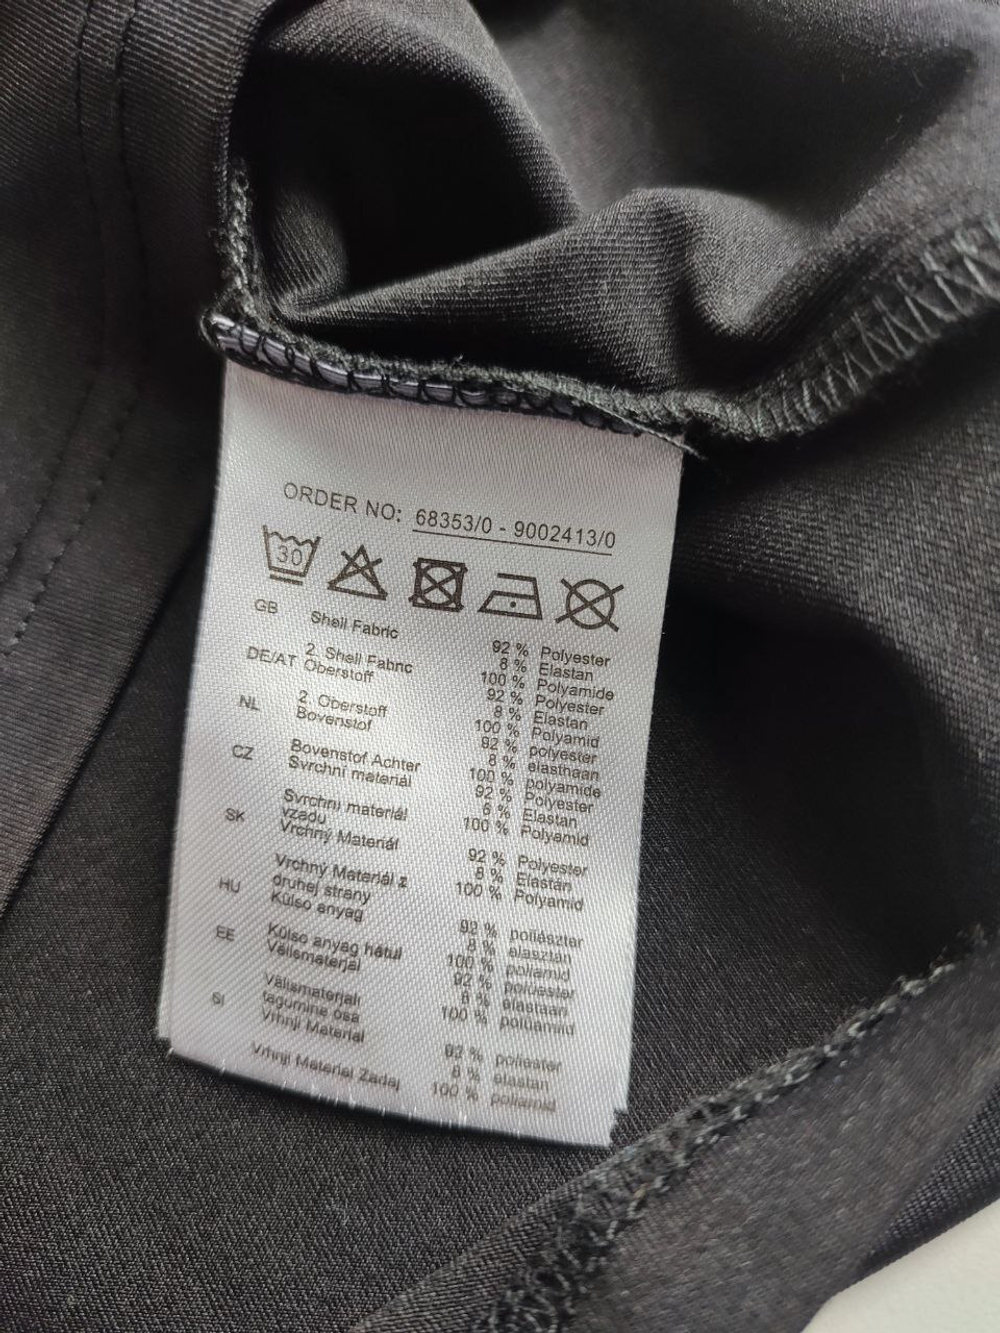 ORDER NO: 68353/0 - 9002413/0
30
GB Shell Fabric 92 % Polyester
8 % Elastan
2. Shell Fabric 100 % Polyamide
DE/AT Oberstoff 92 % Polyester
8 % Elastan
2. Oberstoff 100 % Polyamid
NL Bovenstof 92 % polyester
8 % elasthaan
Bovenstof Achter 100 % polyamide
CZ Svrchní materiál 92 % Polyester
8 % Elastan
Svrchní materiál 100 % Polyamid
vzadu
SK Vrchný Materiál 92 % Polyester
8 % Elastan
Vrchný Materiál z 100 % Polyamid
druhej strany
HU Külso anyag 92 % poliészter
8 % elasztán
Külso anyag hátul 100 % poliamid
EE Välismaterjal 92 % polüester
8 % elastaan
Välismaterjali 100 % polüamiid
tagumine osa
SI Vrhnji Material 92 % poliester
8 % elastan
Vrhnji Material Zadaj 100 % poliamid